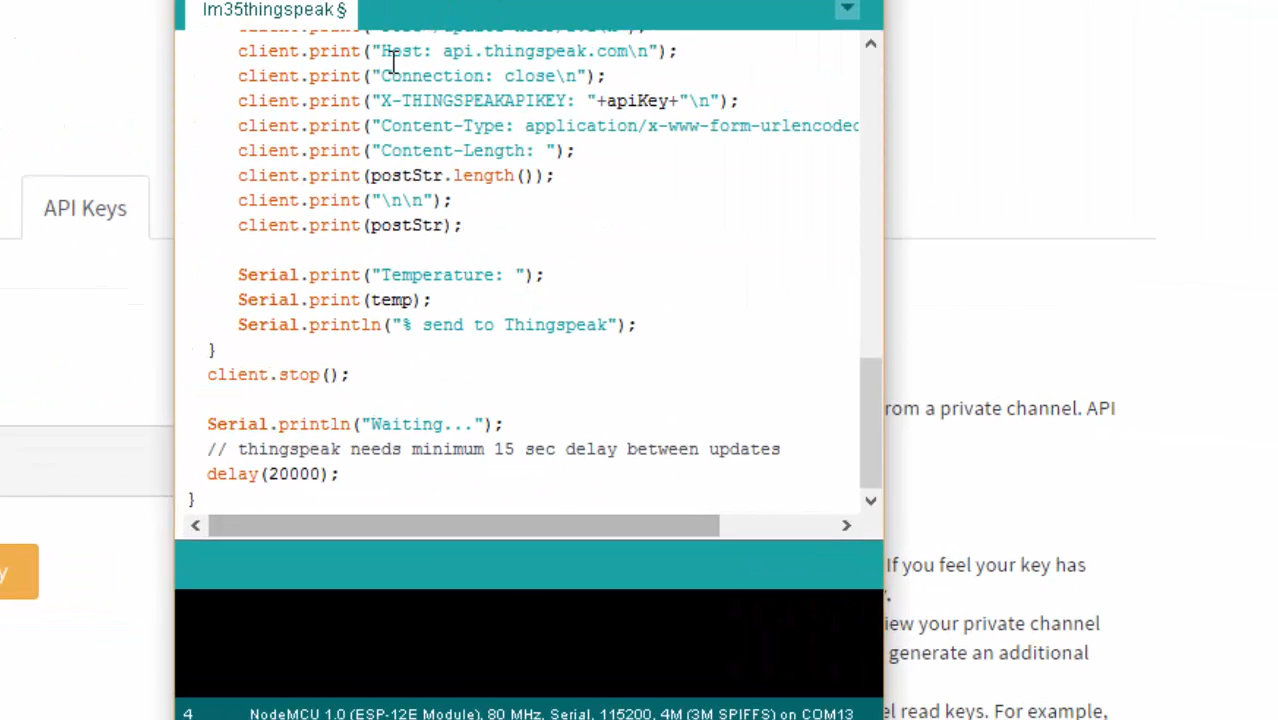 lm35thingspeak §
client.print("Host: api.thingspeak.com\n");
client.print("Connection: close\n");
client.print("X-THINGSPEAKAPIKEY: "+apiKey+"\n");
client.print("Content-Type: application/x-www-form-urlencoded
client.print("Content-Length: ");
client.print(postStr.length());
client.print("\n\n");
client.print(postStr);
API Keys
Serial.print("Temperature: ");
Serial.print(temp);
Serial.println("% send to Thingspeak");
}
client.stop();
Serial.println("Waiting...");
// thingspeak needs minimum 15 sec delay between updates
delay(20000);
}
rom a private channel. API
If you feel your key has
y
iew your private channel
generate an additional
el read keys. For example,
4
NodeMCU 1.0 (ESP-12E Module), 80 MHz, Serial, 115200, 4M (3M SPIFFS) on COM13